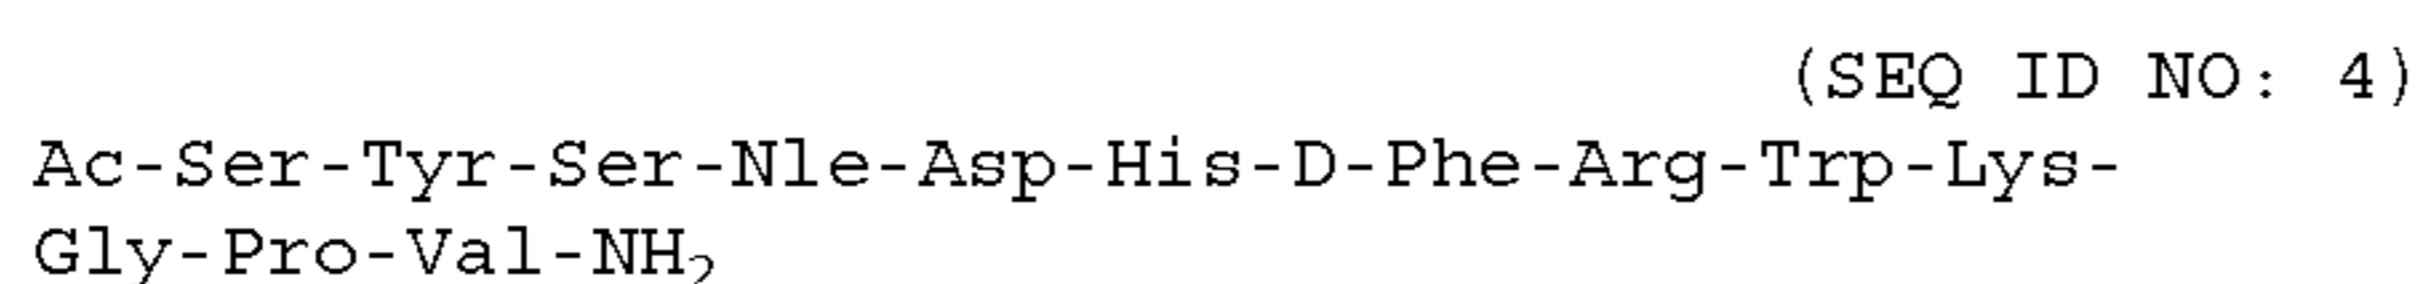 (SEQ ID NO: 4)
Ac-Ser-Tyr-Ser-Nle-Asp-His-D-Phe-Arg-Trp-Lys-
Gly-Pro-Val-NH₂